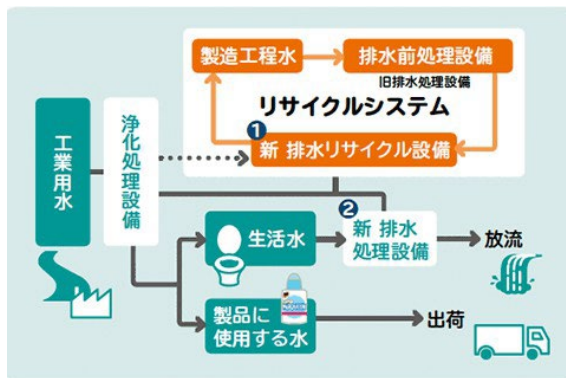 製造工程水
排水前処理設備
旧排水処理設備
リサイクルシステム
1
新 排水リサイクル設備
工業用水
浄化処理設備
2
生活水
新 排水
処理設備
放流
製品に
使用する水
出荷